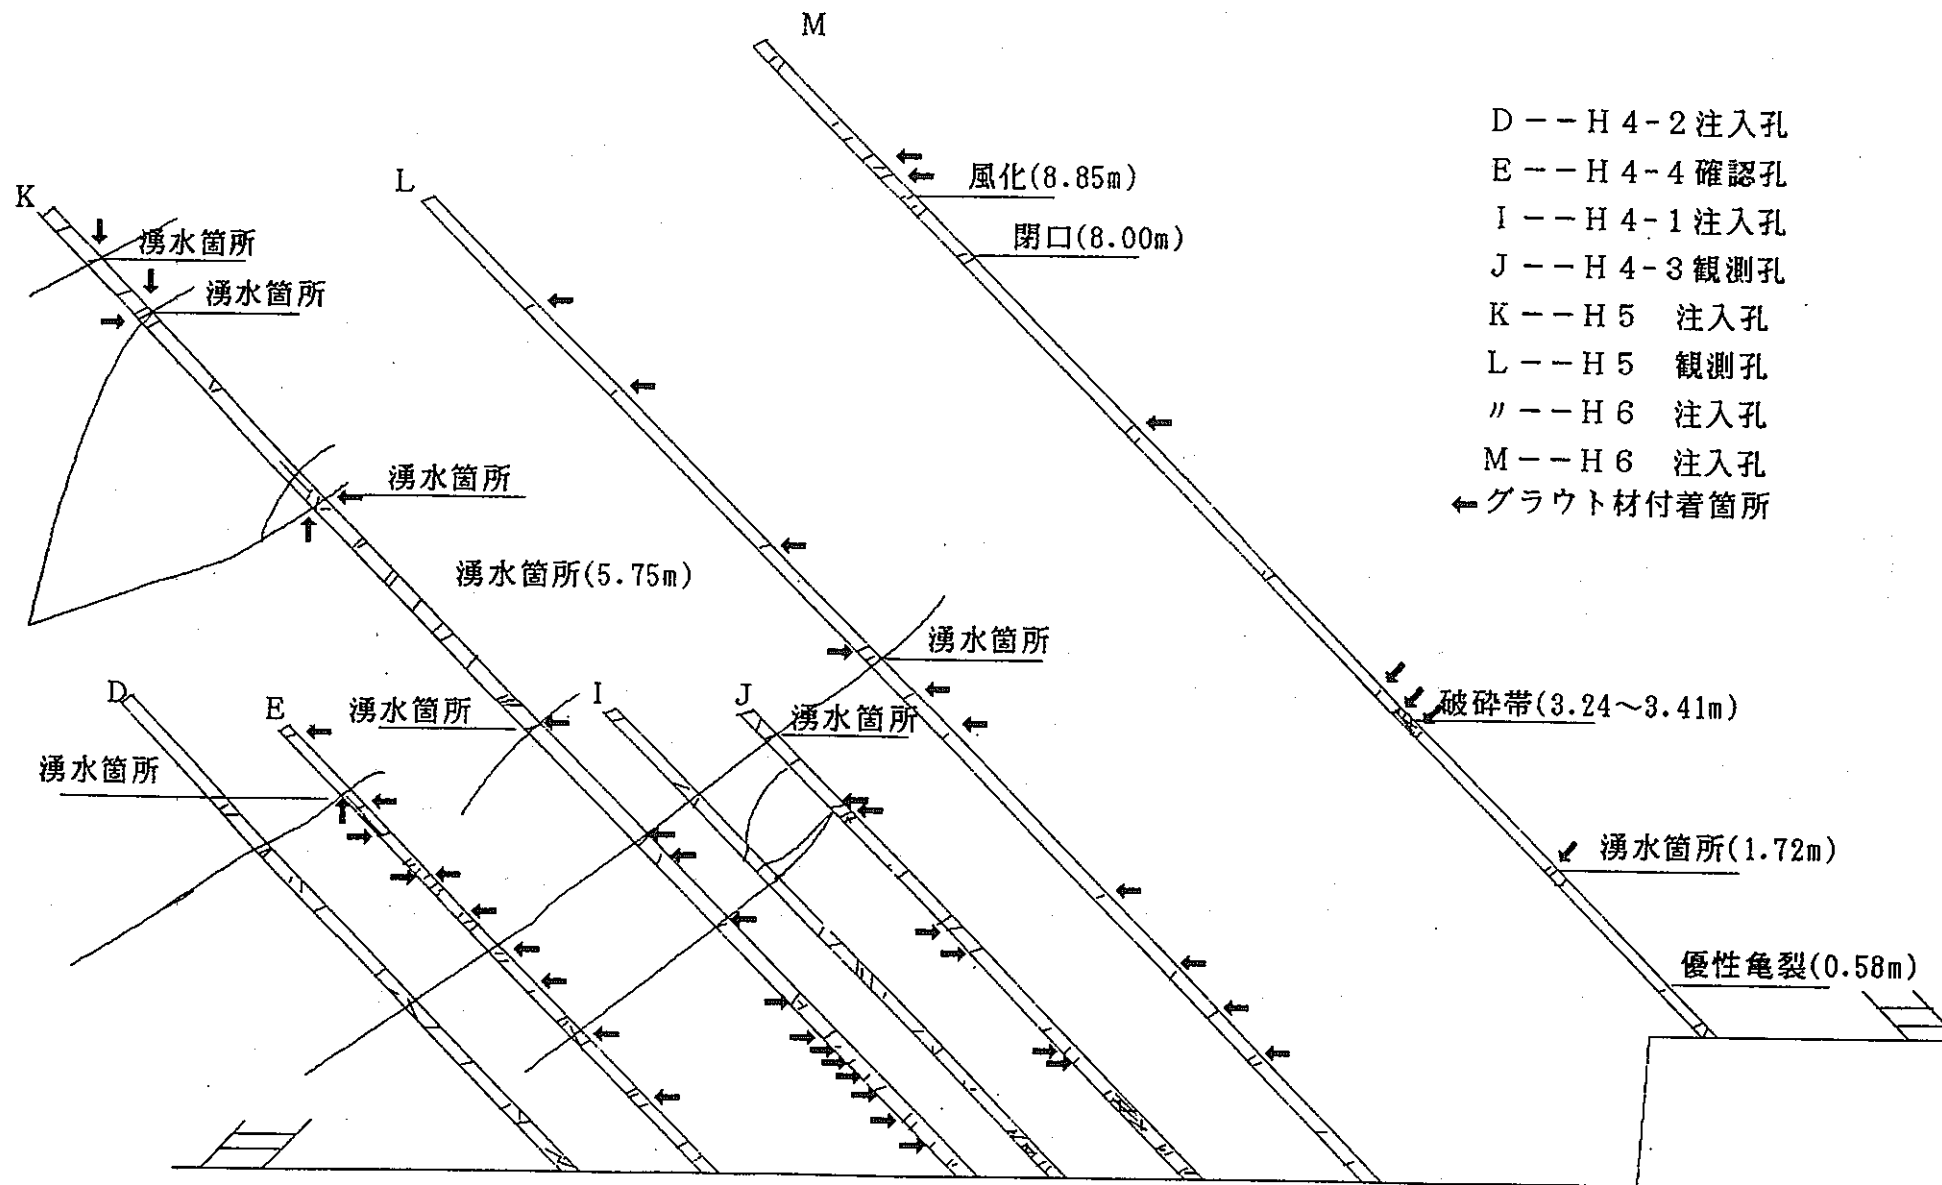 M
D－－H４-２注入孔
E－－H４-４確認孔
I－－H４-１注入孔
J－－H４-３観測孔
K－－H５　注入孔
L－－H５　観測孔
〃－－H６　注入孔
M－－H６　注入孔
←グラウト材付着箇所
風化(8.85m)
閉口(8.00m)
K
L
湧水箇所
湧水箇所
湧水箇所
湧水箇所(5.75m)
湧水箇所
D
E
湧水箇所
I
J
湧水箇所
破砕帯(3.24～3.41m)
湧水箇所
湧水箇所(1.72m)
優性亀裂(0.58m)